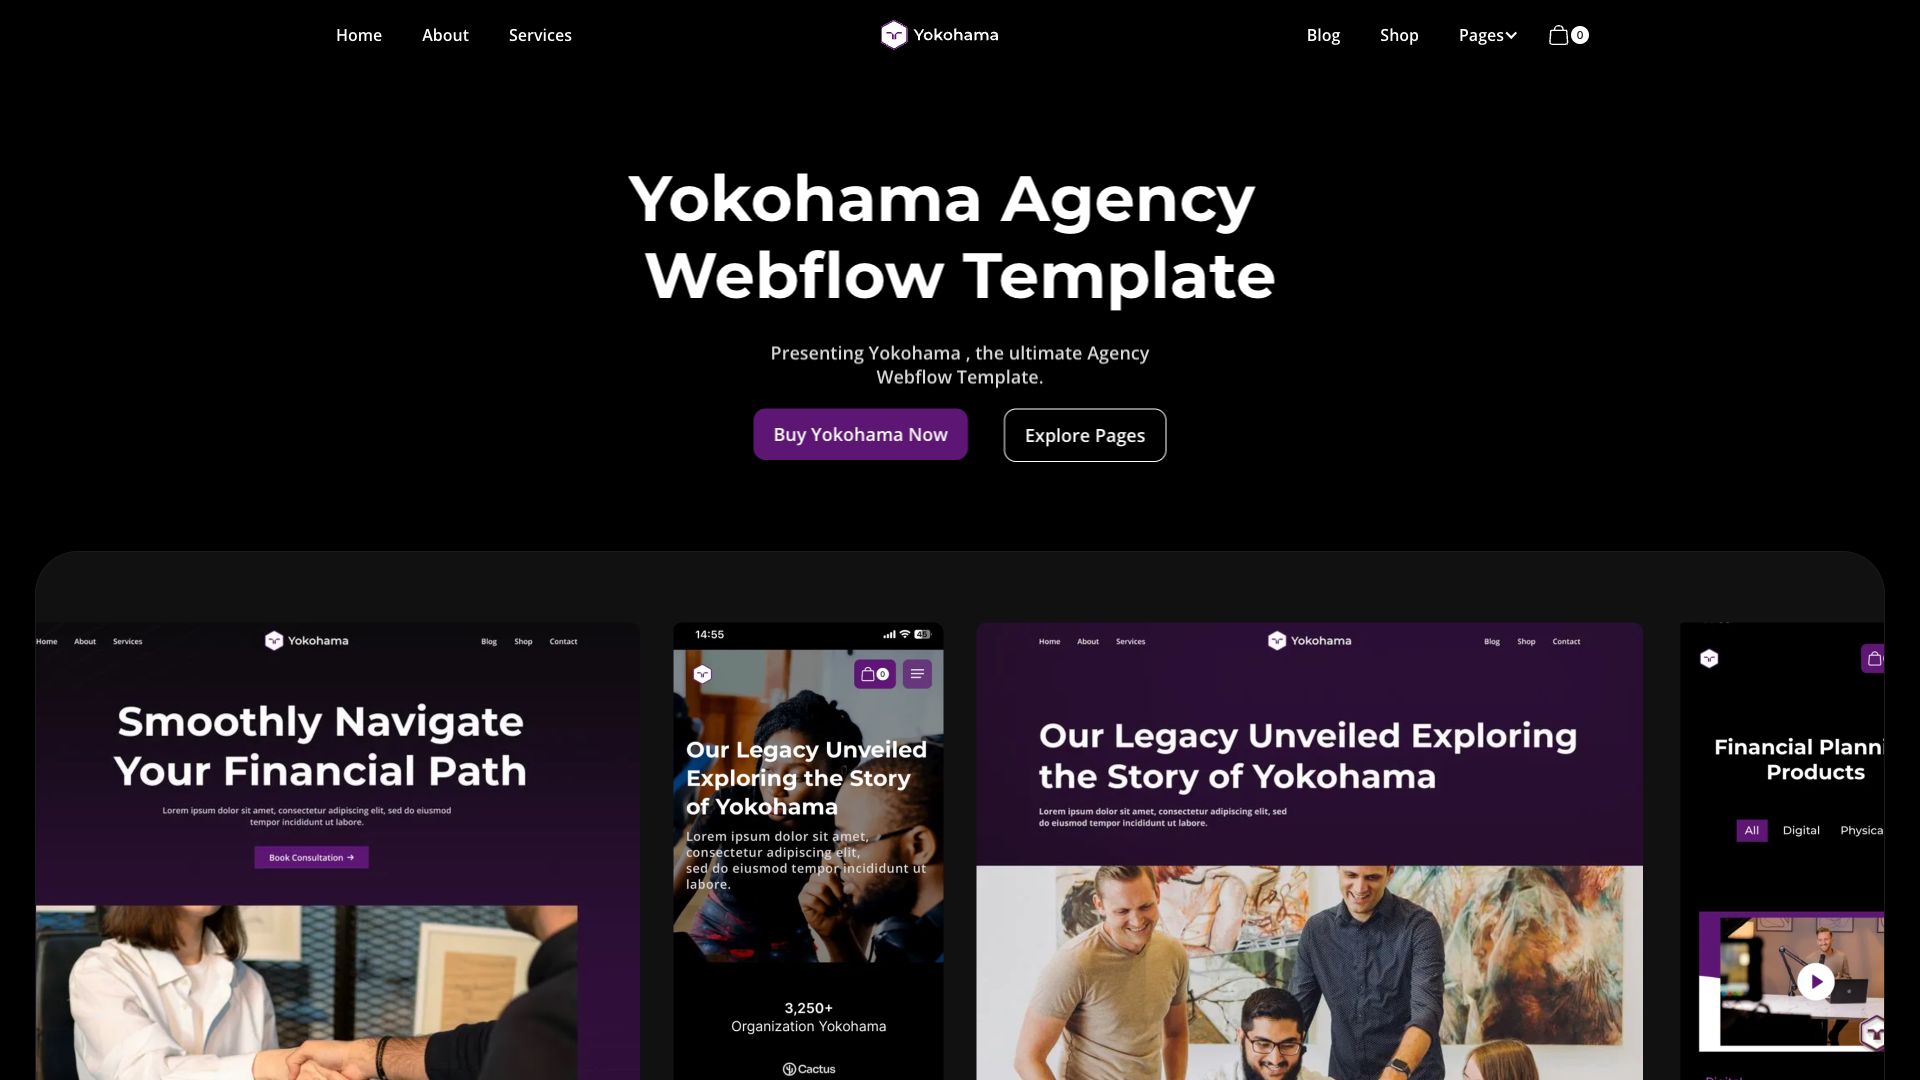 Home About Services Yokohama Blog Shop Pages 0
Yokohama Agency
Webflow Template
Presenting Yokohama , the ultimate Agency
Webflow Template.
Buy Yokohama Now Explore Pages
Home About Services Yokohama Blog Shop Contact
Smoothly Navigate
Your Financial Path
Lorem ipsum dolor sit amet, consectetur adipiscing elit, sed do eiusmod
tempor incididunt ut labore.
Book Consultation →
14:55 45
0
Our Legacy Unveiled
Exploring the Story
of Yokohama
Lorem ipsum dolor sit amet,
consectetur adipiscing elit,
sed do eiusmod tempor incididunt ut
labore.
3,250+
Organization Yokohama
Cactus
Home About Services Yokohama Blog Shop Contact
Our Legacy Unveiled Exploring
the Story of Yokohama
Lorem ipsum dolor sit amet, consectetur adipiscing elit, sed
do eiusmod tempor incididunt ut labore.
Financial Planni
Products
All Digital Physica